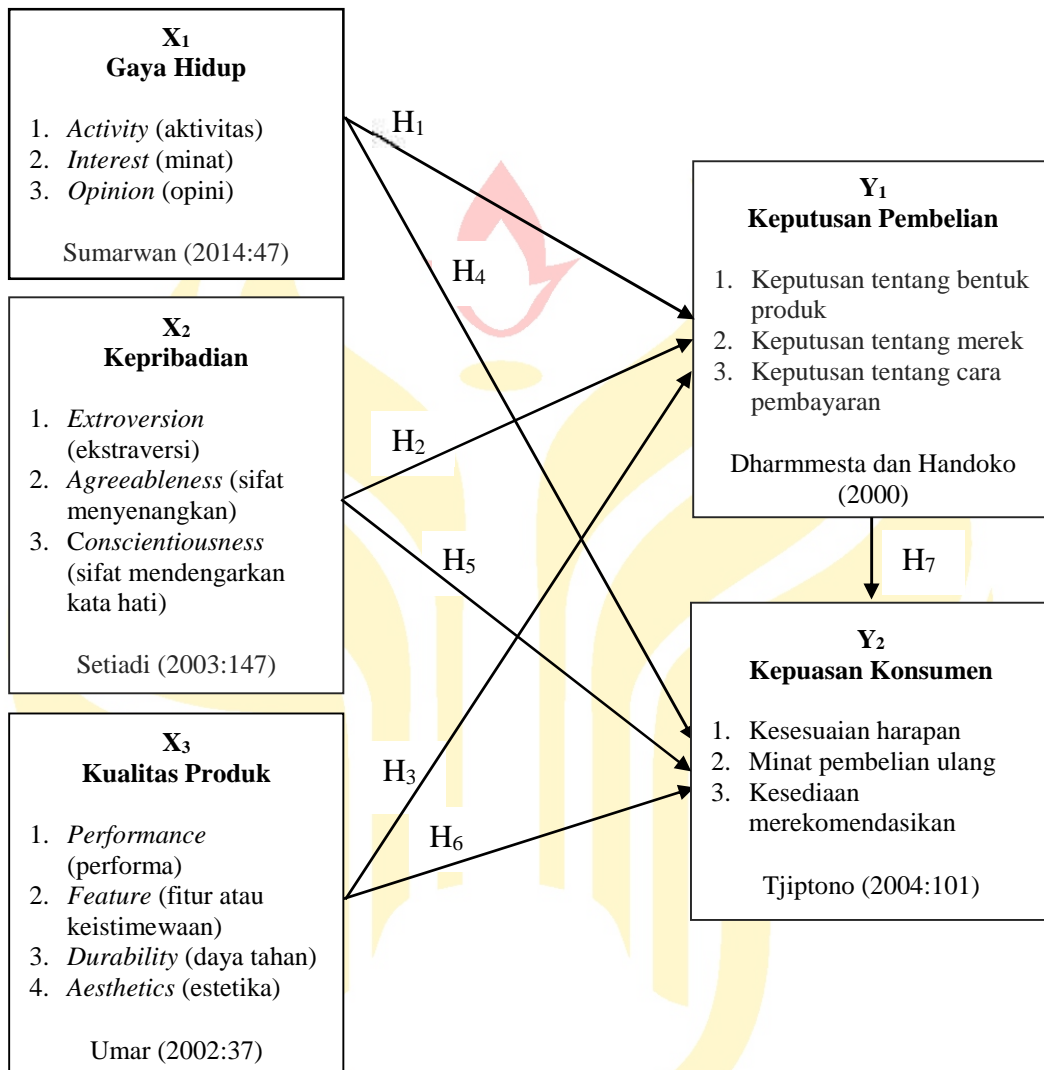 X1
Gaya Hidup
1. Activity (aktivitas)
2. Interest (minat)
3. Opinion (opini)
Sumarwan (2014:47)
X2
Kepribadian
1. Extroversion
(ekstraversi)
2. Agreeableness (sifat
menyenangkan)
3. Conscientiousness
(sifat mendengarkan
kata hati)
Setiadi (2003:147)
X3
Kualitas Produk
1. Performance
(performa)
2. Feature (fitur atau
keistimewaan)
3. Durability (daya tahan)
4. Aesthetics (estetika)
Umar (2002:37)
H1
H4
H2
H5
H3
H6
Y1
Keputusan Pembelian
1. Keputusan tentang bentuk
produk
2. Keputusan tentang merek
3. Keputusan tentang cara
pembayaran
Dharmmesta dan Handoko
(2000)
H7
Y2
Kepuasan Konsumen
1. Kesesuaian harapan
2. Minat pembelian ulang
3. Kesediaan
merekomendasikan
Tjiptono (2004:101)